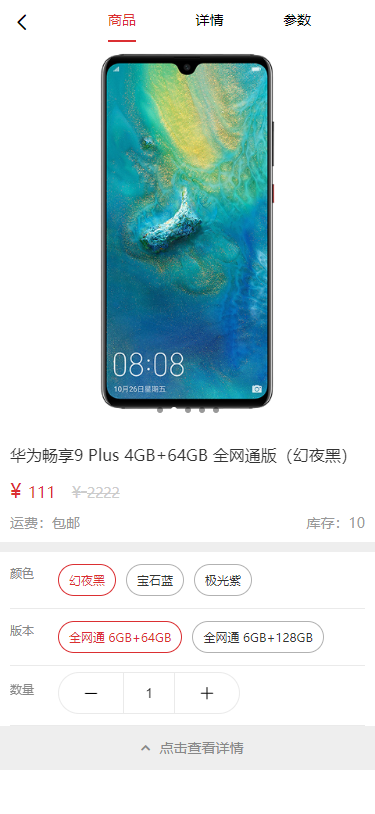 商品 详情 参数
08:08
10月26日星期五
华为畅享9 Plus 4GB+64GB 全网通版（幻夜黑）
¥ 111 ¥ 2222
运费：包邮 库存：10
颜色 幻夜黑 宝石蓝 极光紫
版本 全网通 6GB+64GB 全网通 6GB+128GB
数量 － 1 ＋
点击查看详情